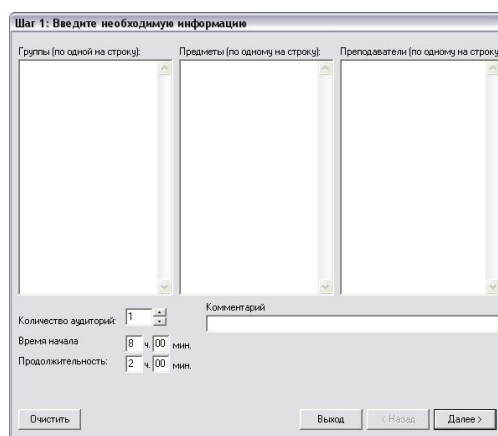 Шаг 1: Введите необходимую информацию
Группы (по одной на строку): Предметы (по одному на строку): Преподаватели (по одному на строку
Количество аудиторий: 1
Комментарий
Время начала 8 ч. 00 мин.
Продолжительность: 2 ч. 00 мин.
Очистить Выход < Назад Далее >